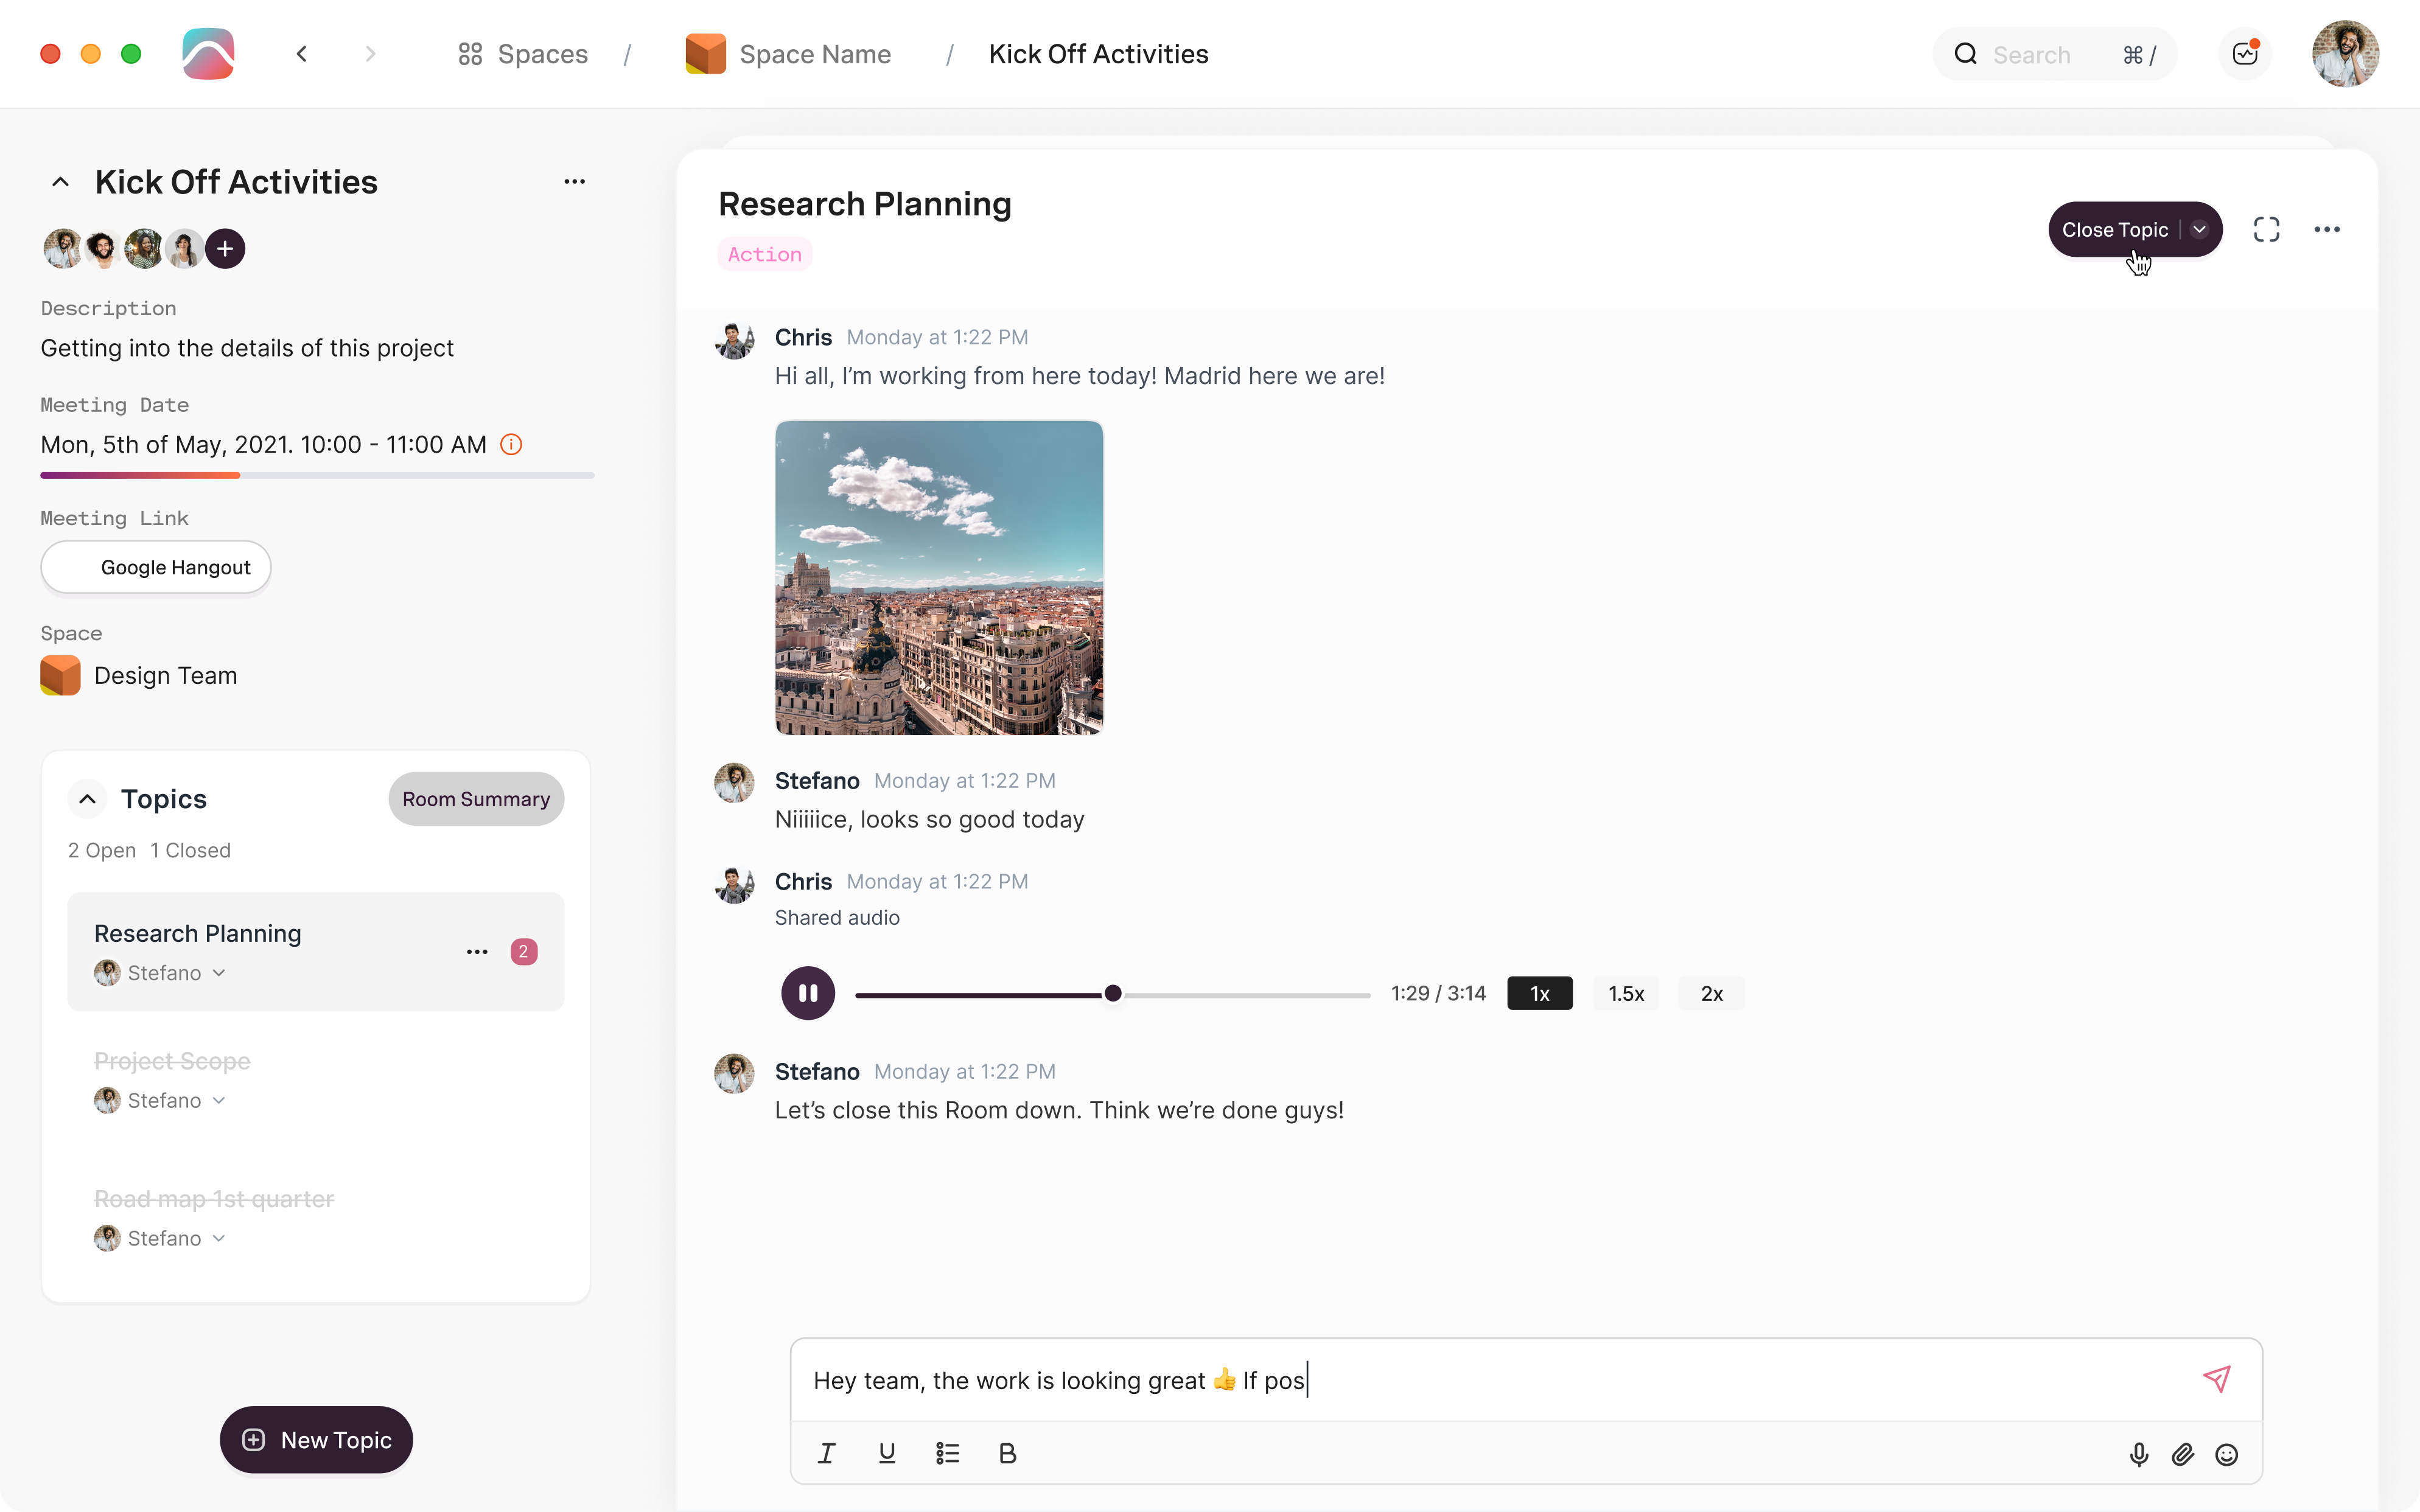 Spaces / Space Name / Kick Off Activities
Search ⌘ /
Kick Off Activities
Description
Getting into the details of this project
Meeting Date
Mon, 5th of May, 2021. 10:00 - 11:00 AM
Meeting Link
Google Hangout
Space
Design Team
Topics
Room Summary
2 Open 1 Closed
Research Planning
2
Stefano
Project Scope
Stefano
Road map 1st quarter
Stefano
New Topic
Research Planning
Action
Close Topic
Chris Monday at 1:22 PM
Hi all, I’m working from here today! Madrid here we are!
Stefano Monday at 1:22 PM
Niiiiice, looks so good today
Chris Monday at 1:22 PM
Shared audio
1:29 / 3:14 1x 1.5x 2x
Stefano Monday at 1:22 PM
Let’s close this Room down. Think we’re done guys!
Hey team, the work is looking great 👍 If pos
I U B